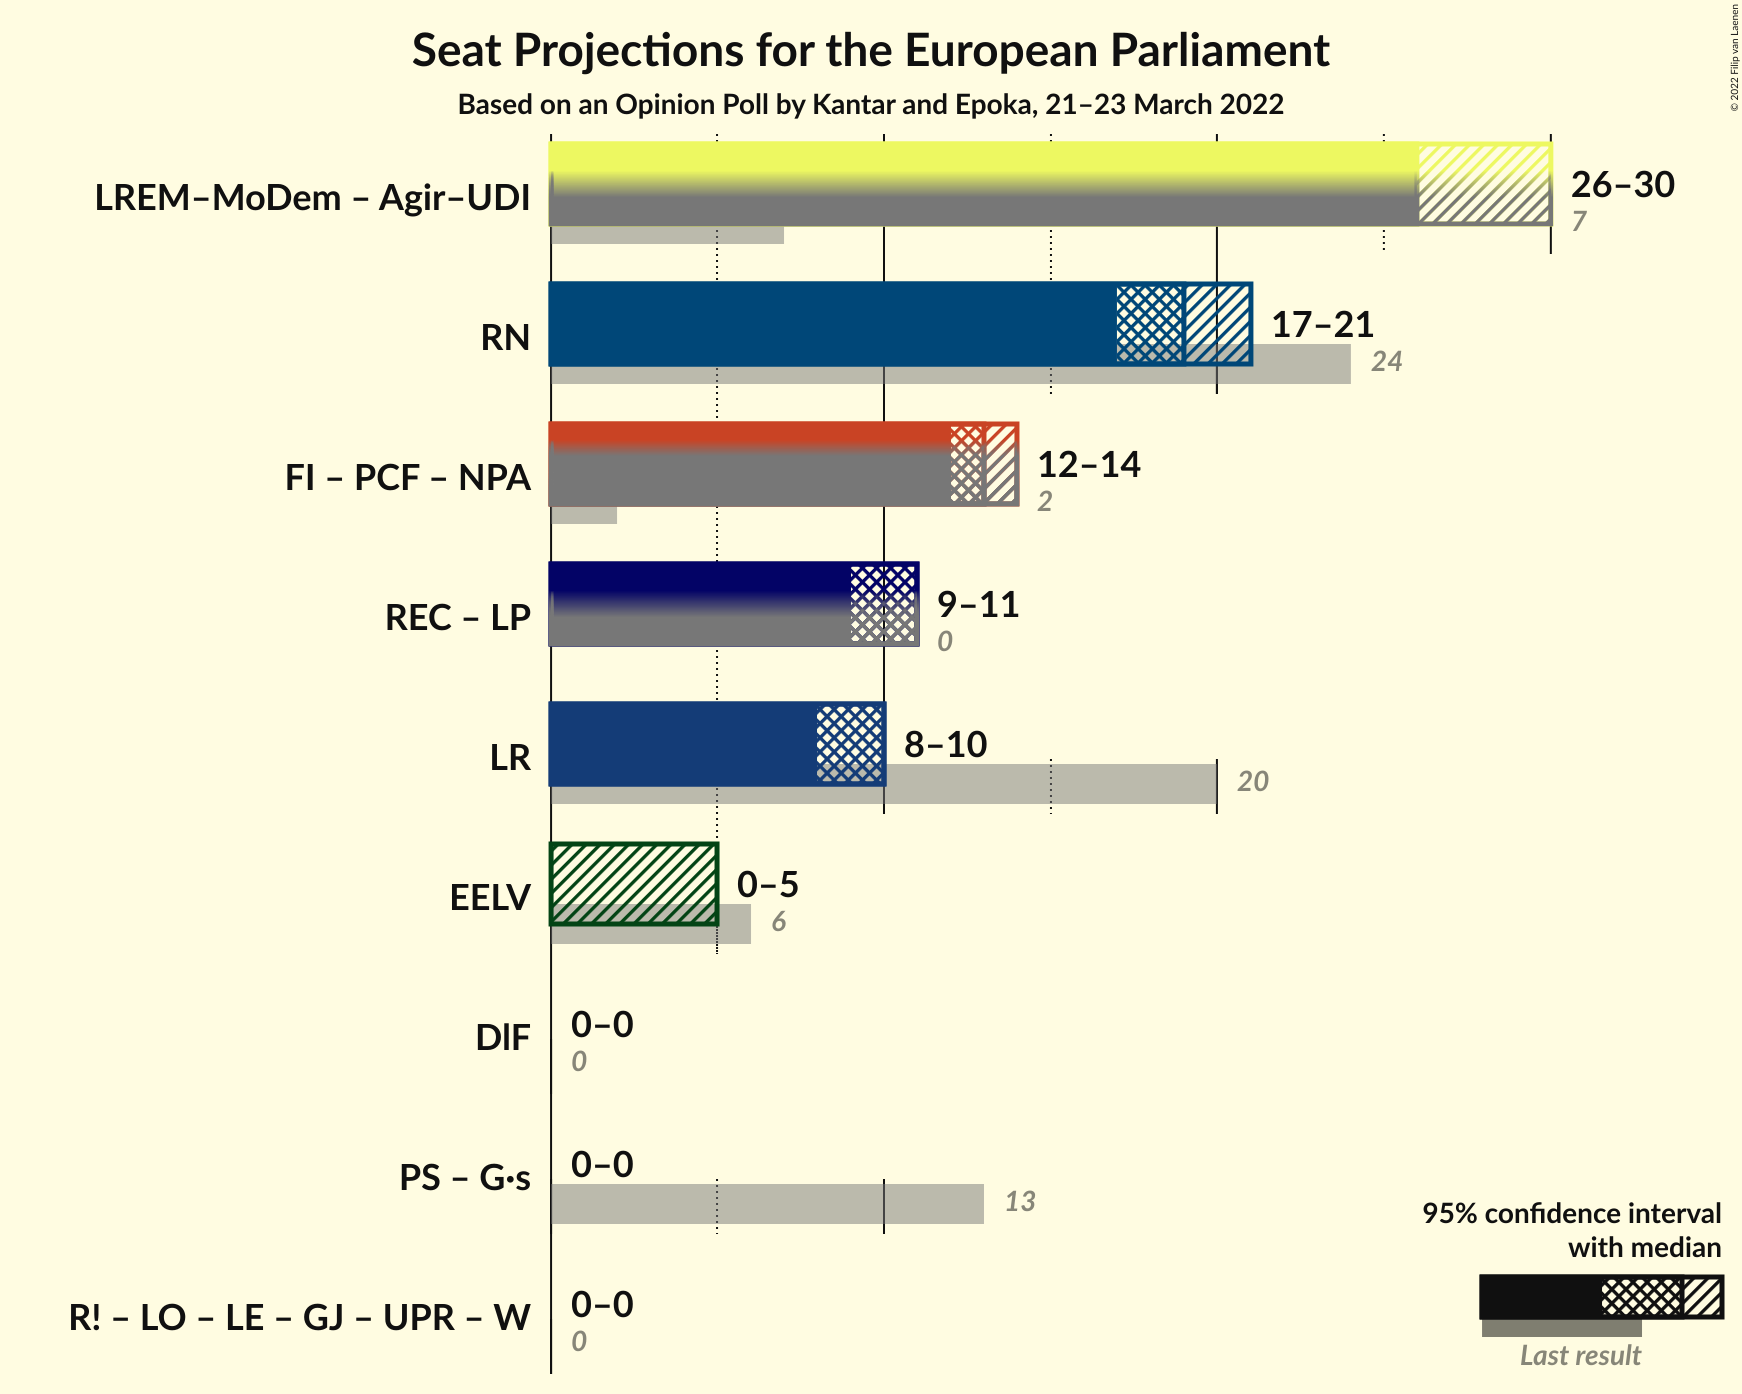 Seat Projections for the European Parliament
Based on an Opinion Poll by Kantar and Epoka, 21–23 March 2022
© 2022 Filip van Laenen
LREM–MoDem – Agir–UDI
26–30
7
RN
17–21
24
FI – PCF – NPA
12–14
2
REC – LP
9–11
0
LR
8–10
20
EELV
0–5
6
DlF
0–0
0
PS – G·s
0–0
13
R! – LO – LE – GJ – UPR – W
0–0
0
95% confidence interval
with median
Last result